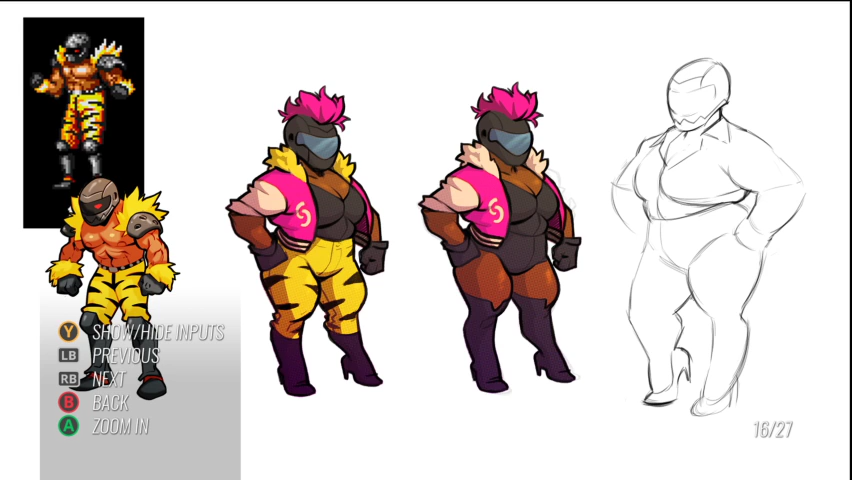 Y SHOW/HIDE INPUTS
LB PREVIOUS
RB NEXT
B BACK
A ZOOM IN
16/27